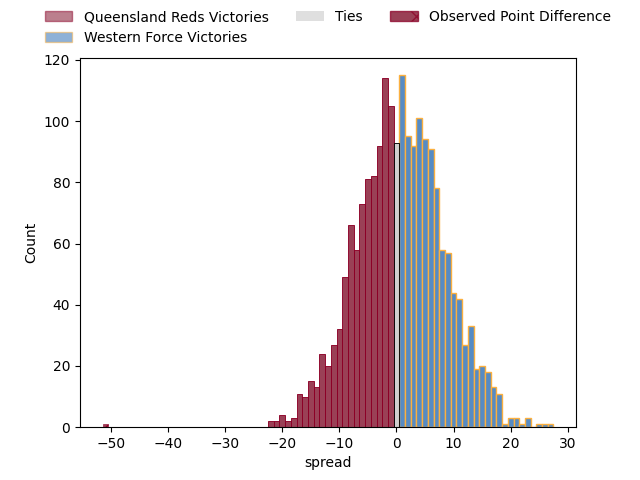 Queensland Reds Victories
Ties
Observed Point Difference
Western Force Victories
120
100
80
60
40
20
0
Count
−50
−40
−30
−20
−10
0
10
20
30
spread